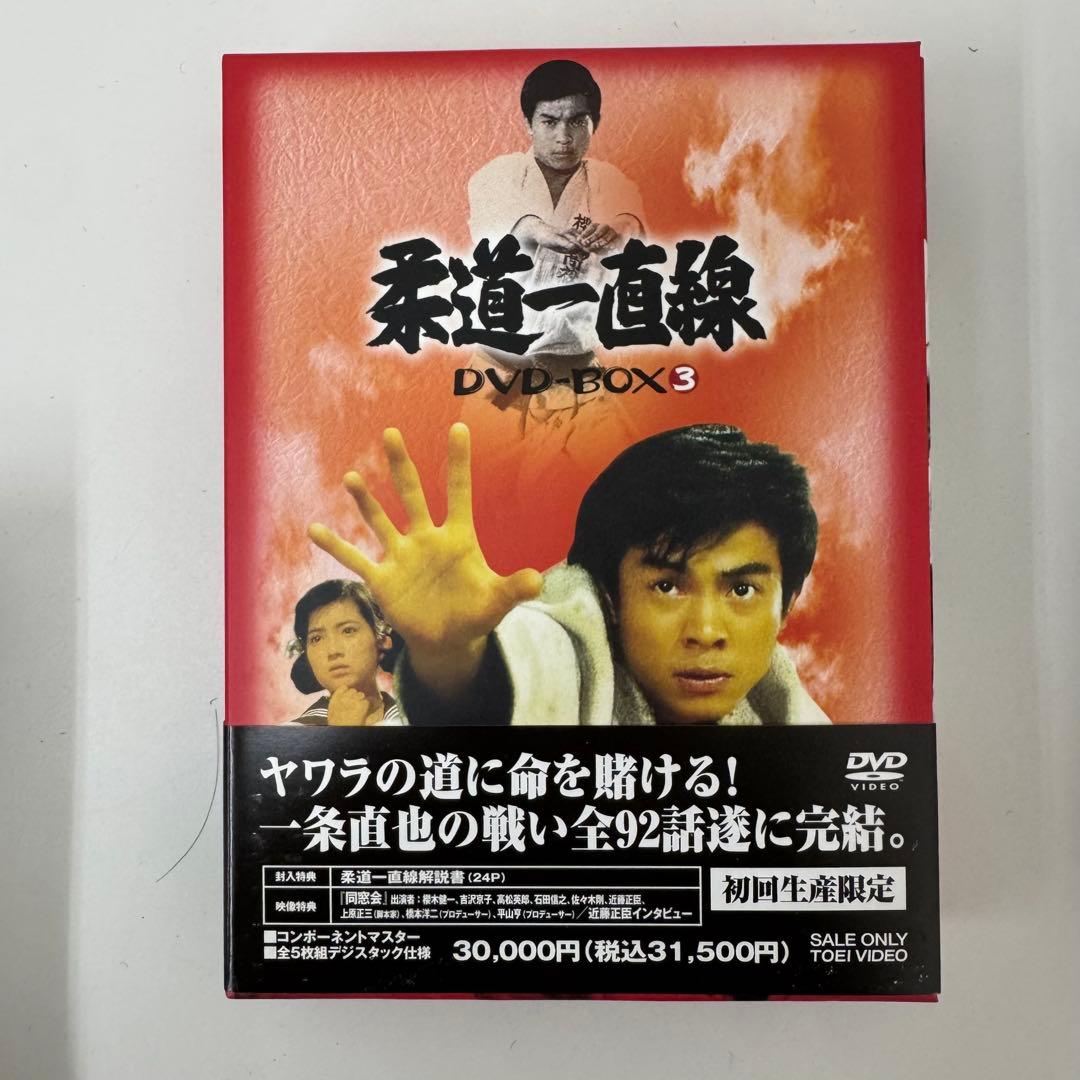 柔道一直線
DVD-BOX3
ヤワラの道に命を賭ける!
一条直也の戦い全92話遂に完結。
DVD
VIDEO
封入特典 柔道一直線解説書(24P)
映像特典 『同窓会』出演者:櫻木健一、吉沢京子、高松英郎、石田信之、佐々木剛、近藤正臣、
上原正三(脚本家)、橋本洋二(プロデューサー)、平山亨(プロデューサー)/近藤正臣インタビュー
初回生産限定
■コンポーネントマスター
■全5枚組デジスタック仕様
30,000円(税込31,500円)
SALE ONLY
TOEI VIDEO